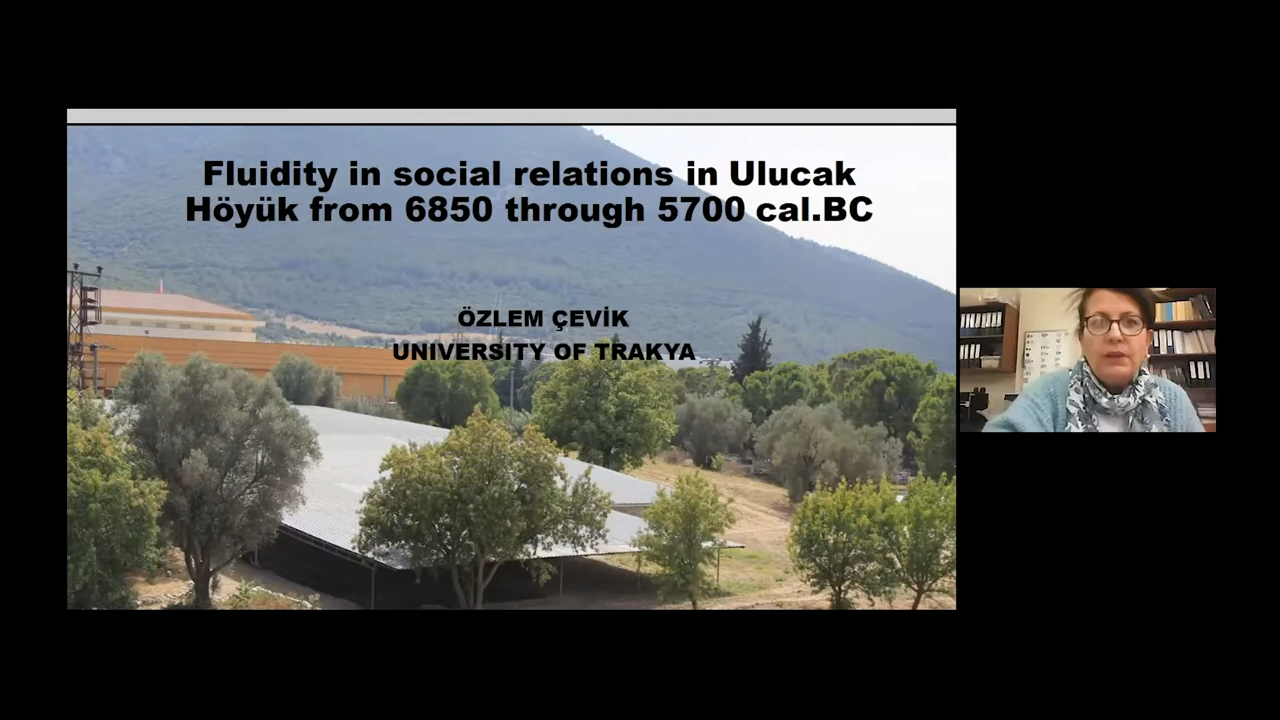 Fluidity in social relations in Ulucak
Höyük from 6850 through 5700 cal.BC
ÖZLEM ÇEVİK
UNIVERSITY OF TRAKYA